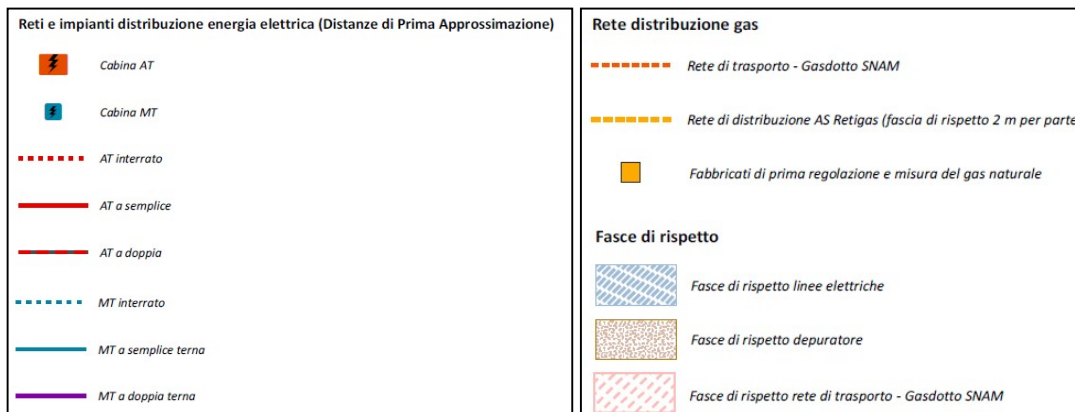 Reti e impianti distribuzione energia elettrica (Distanze di Prima Approssimazione)
Cabina AT
Cabina MT
AT interrato
AT a semplice
AT a doppia
MT interrato
MT a semplice terna
MT a doppia terna
Rete distribuzione gas
Rete di trasporto - Gasdotto SNAM
Rete di distribuzione AS Retigas (fascia di rispetto 2 m per parte
Fabbricati di prima regolazione e misura del gas naturale
Fasce di rispetto
Fasce di rispetto linee elettriche
Fasce di rispetto depuratore
Fasce di rispetto rete di trasporto - Gasdotto SNAM